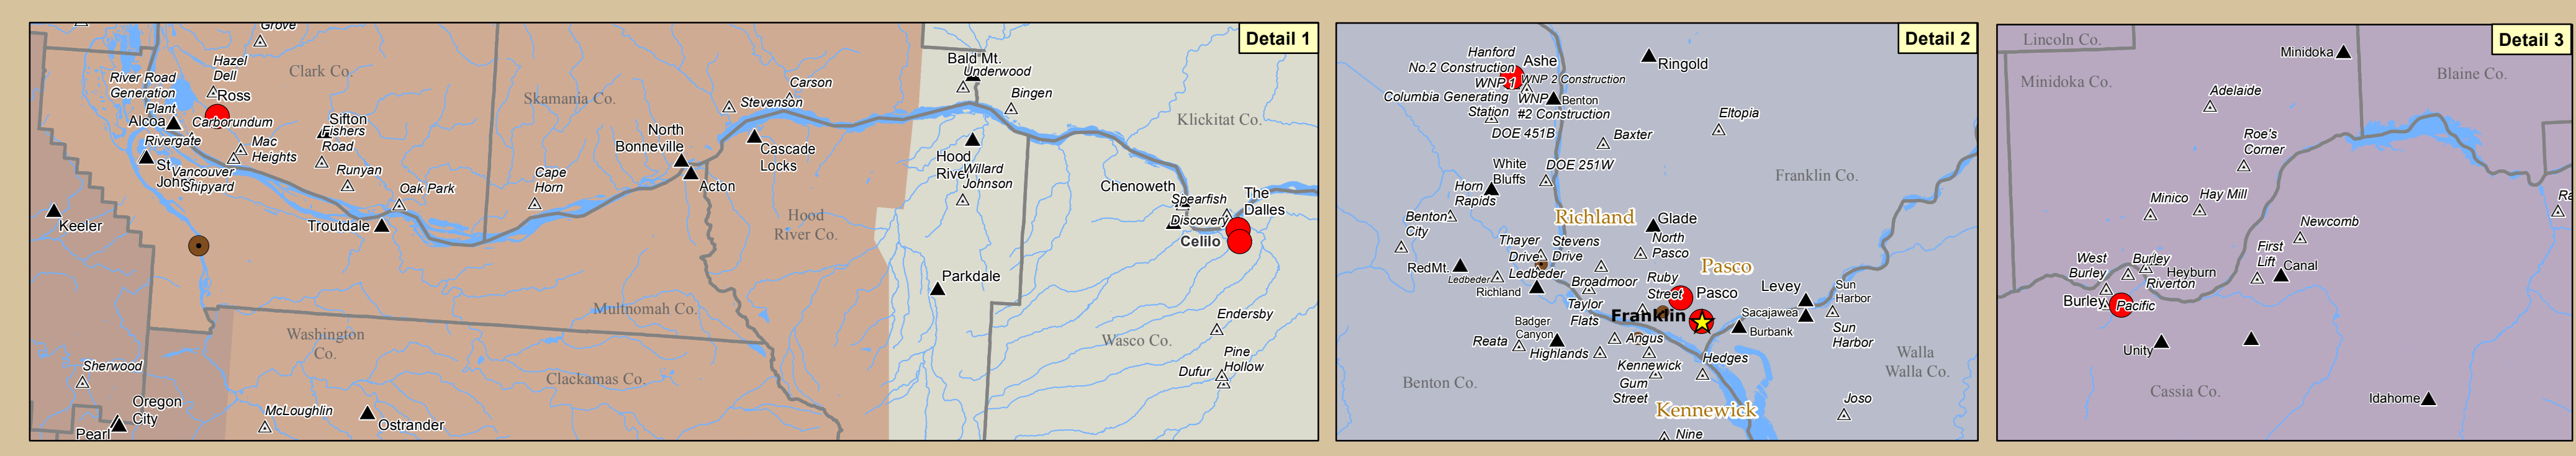 Detail 1
Grove
Clark Co.
Hazel
Dell
River Road
Generation
Plant
Ross
Alcoa
Carborundum
Rivergate
Mac
Heights
St
Johns
Vancouver
Shipyard
Sifton
Fishers
Road
Runyan
Oak Park
Troutdale
Keeler
Skamania Co.
Cape
Horn
North
Bonneville
Acton
Stevenson
Carson
Cascade
Locks
Hood
River Co.
Multnomah Co.
Washington
Co.
Clackamas Co.
Sherwood
Oregon
City
Pearl
McLoughlin
Ostrander
Bald Mt.
Underwood
Bingen
Klickitat Co.
Hood
River
Willard
Johnson
Parkdale
Chenoweth
Spearfish
Discovery
The
Dalles
Celilo
Wasco Co.
Endersby
Pine
Hollow
Dufur
Detail 2
Hanford
No.2 Construction
Ashe
WNP 1
WNP 2 Construction
Columbia Generating
Station
WNP
#2 Construction
Benton
DOE 451B
Ringold
Eltopia
Baxter
White
Bluffs
DOE 251W
Horn
Rapids
Benton
City
Franklin Co.
Richland
Glade
North
Pasco
Thayer
Drive
Stevens
Drive
RedMt.
Ledbeder
Ledbeder
Richland
Broadmoor
Ruby
Street
Pasco
Pasco
Taylor
Flats
Franklin
Levey
Sacajawea
Sun
Harbor
Burbank
Sun
Harbor
Badger
Canyon
Reata
Highlands
Angus
Kennewick
Hedges
Gum
Street
Kennewick
Benton Co.
Walla
Walla Co.
Joso
Nine
Detail 3
Lincoln Co.
Minidoka Co.
Minidoka
Blaine Co.
Adelaide
Roe's
Corner
Minico
Hay Mill
Newcomb
First
Lift
Canal
West
Burley
Burley
Heyburn
Riverton
Burley
Pacific
Unity
Cassia Co.
Idahome